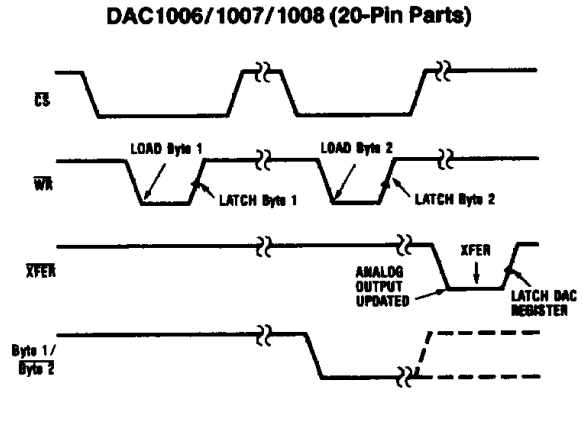 DAC1006/1007/1008 (20-Pin Parts)
CS
LOAD Byte 1
LOAD Byte 2
WR
LATCH Byte 1
LATCH Byte 2
XFER
XFER
ANALOG
OUTPUT
UPDATED
LATCH DAC
REGISTER
Byte 1/
Byte 2